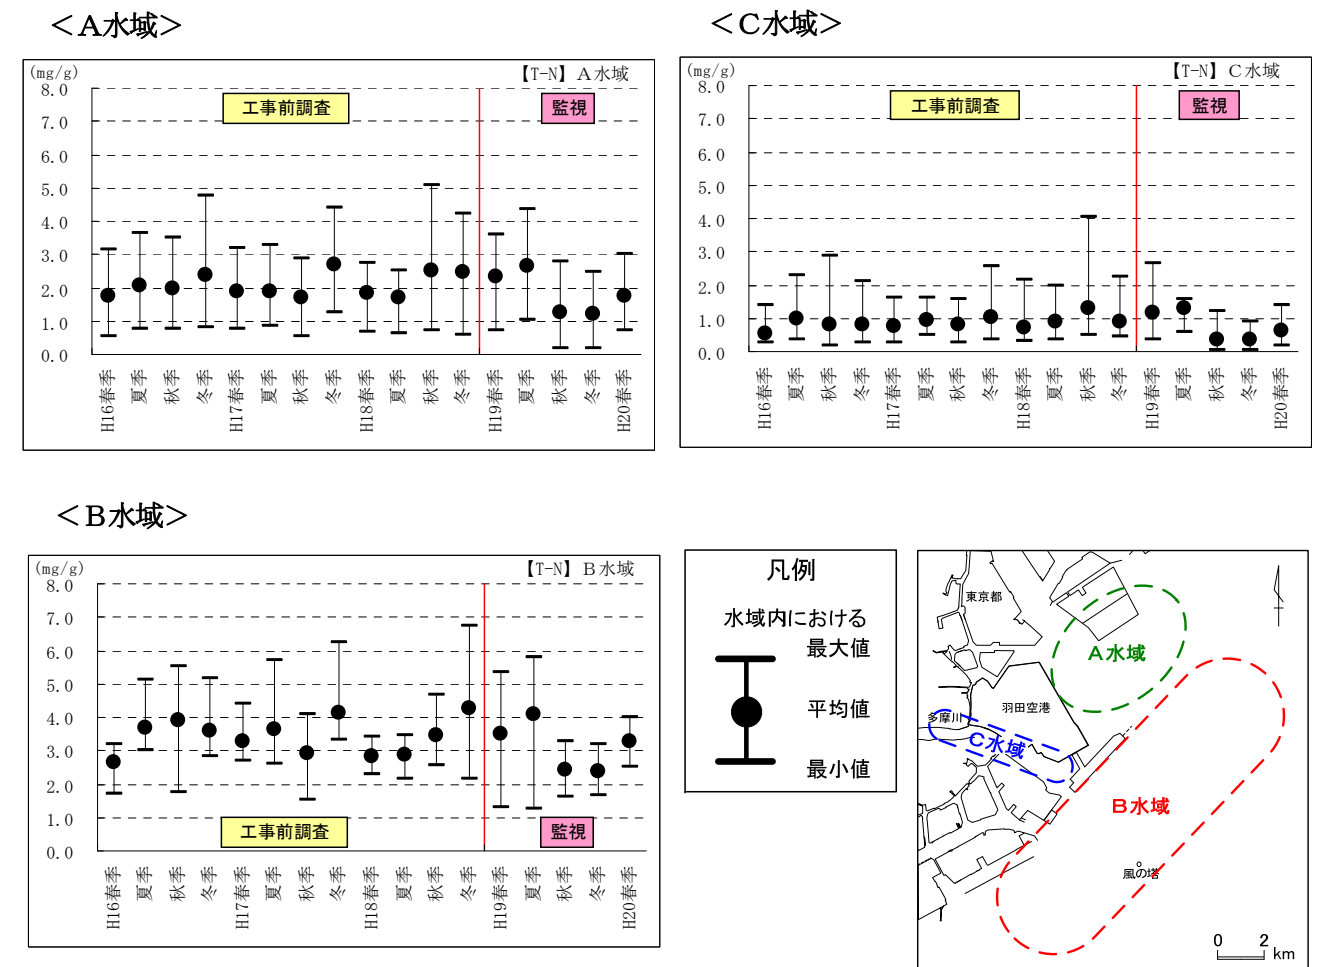 ＜Ａ水域＞
(mg/g)
【T-N】Ａ水域
8.0
7.0
6.0
5.0
4.0
3.0
2.0
1.0
0.0
工事前調査
監視
H16春季
夏季
秋季
冬季
H17春季
夏季
秋季
冬季
H18春季
夏季
秋季
冬季
H19春季
夏季
秋季
冬季
H20春季
＜Ｃ水域＞
(mg/g)
【T-N】Ｃ水域
8.0
7.0
6.0
5.0
4.0
3.0
2.0
1.0
0.0
工事前調査
監視
H16春季
夏季
秋季
冬季
H17春季
夏季
秋季
冬季
H18春季
夏季
秋季
冬季
H19春季
夏季
秋季
冬季
H20春季
＜Ｂ水域＞
(mg/g)
【T-N】Ｂ水域
8.0
7.0
6.0
5.0
4.0
3.0
2.0
1.0
0.0
工事前調査
監視
H16春季
夏季
秋季
冬季
H17春季
夏季
秋季
冬季
H18春季
夏季
秋季
冬季
H19春季
夏季
秋季
冬季
H20春季
凡例
水域内における
最大値
平均値
最小値
東京都
Ａ水域
羽田空港
多摩川
Ｃ水域
Ｂ水域
風の塔
0 2
km